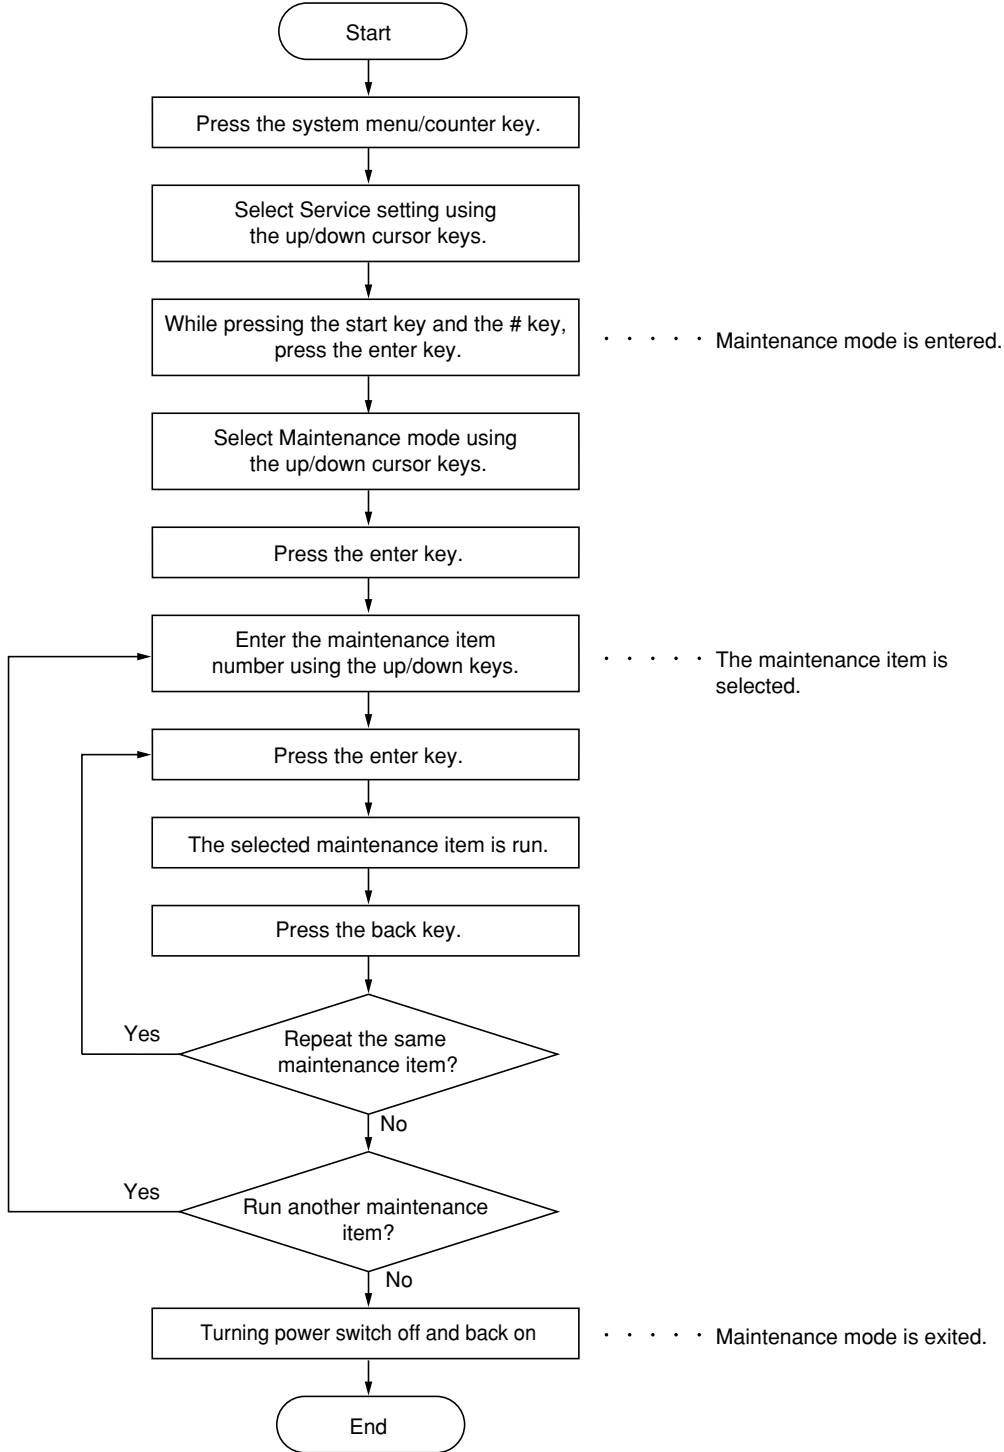 Start
Press the system menu/counter key.
Select Service setting using
the up/down cursor keys.
While pressing the start key and the # key,
press the enter key.
Maintenance mode is entered.
Select Maintenance mode using
the up/down cursor keys.
Press the enter key.
Enter the maintenance item
number using the up/down keys.
The maintenance item is
selected.
Press the enter key.
The selected maintenance item is run.
Press the back key.
Yes
Repeat the same
maintenance item?
No
Yes
Run another maintenance
item?
No
Turning power switch off and back on
Maintenance mode is exited.
End